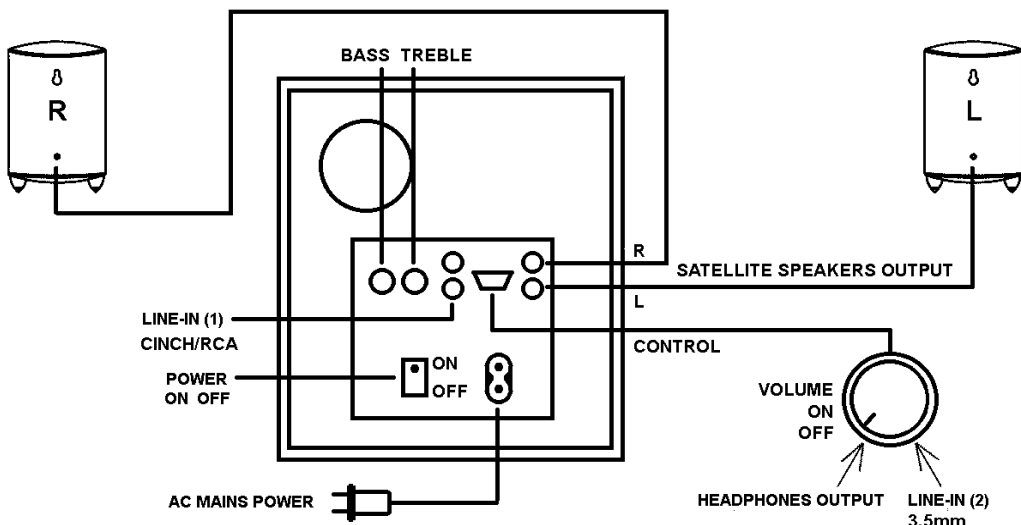 BASS TREBLE
R
L
R
SATELLITE SPEAKERS OUTPUT
L
LINE-IN (1)
CINCH/RCA
CONTROL
POWER
ON OFF
ON
OFF
VOLUME
ON
OFF
AC MAINS POWER
HEADPHONES OUTPUT
LINE-IN (2)
3.5mm